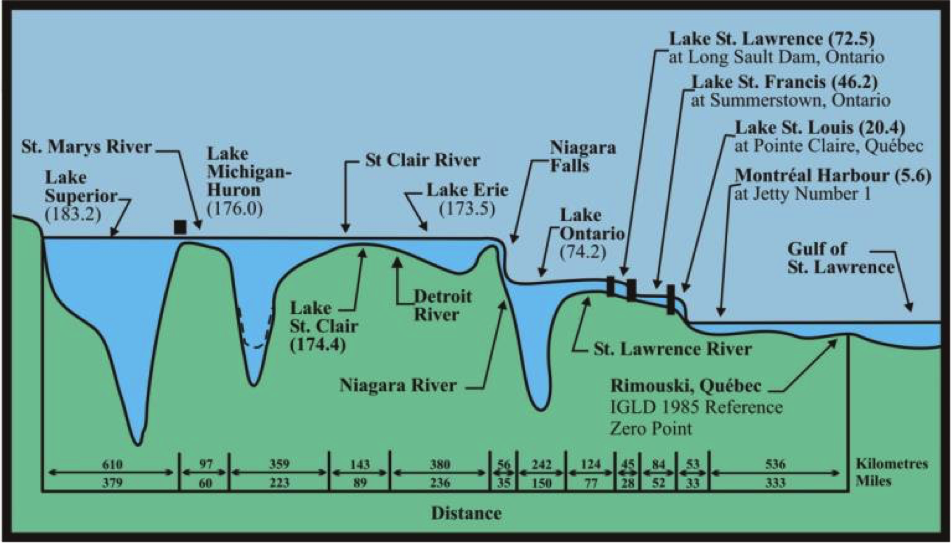 Lake St. Lawrence (72.5)
at Long Sault Dam, Ontario
Lake St. Francis (46.2)
at Summerstown, Ontario
Lake St. Louis (20.4)
at Pointe Claire, Québec
Montréal Harbour (5.6)
at Jetty Number 1
St. Marys River
Lake
Superior
(183.2)
Lake
Michigan-
Huron
(176.0)
St Clair River
Lake Erie
(173.5)
Niagara
Falls
Lake
Ontario
(74.2)
Gulf of
St. Lawrence
Lake
St. Clair
(174.4)
Detroit
River
Niagara River
St. Lawrence River
Rimouski, Québec
IGLD 1985 Reference
Zero Point
610 97 359 143 380 56 242 124 45 84 53 536 Kilometres
379 60 223 89 236 35 150 77 28 52 33 333 Miles
Distance